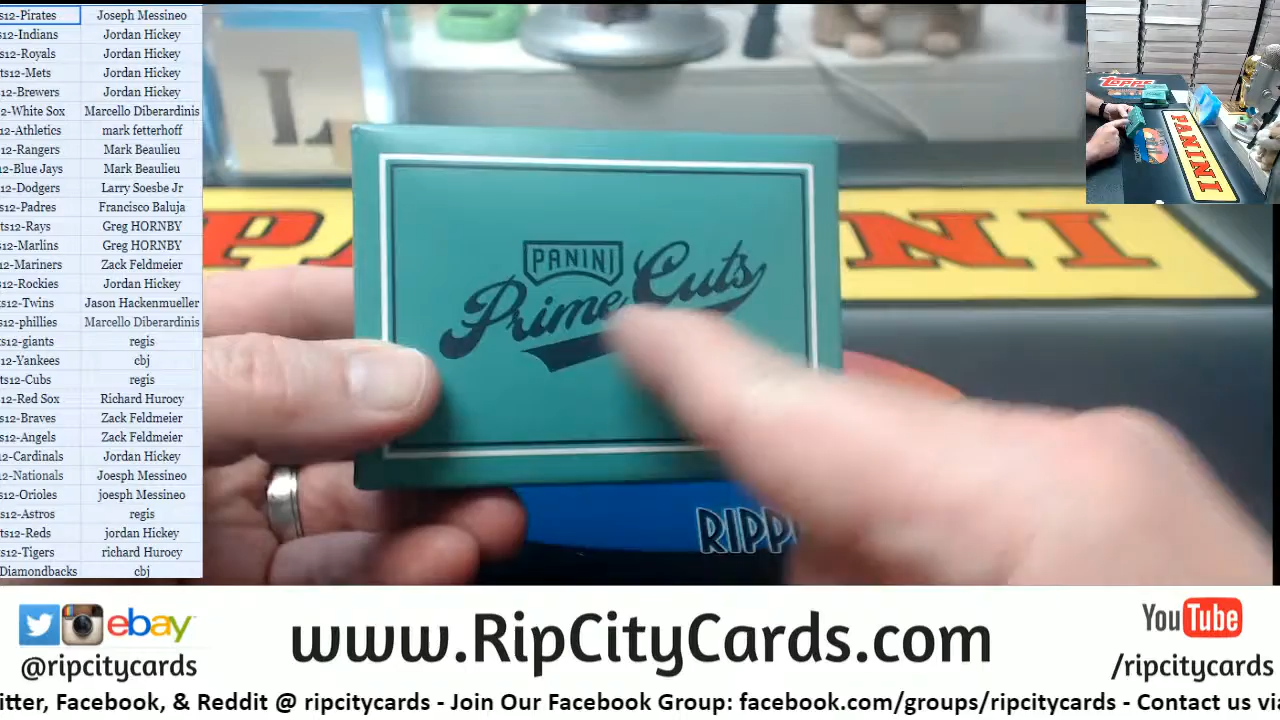 s12-Pirates Joseph Messineo
s12-Indians Jordan Hickey
s12-Royals Jordan Hickey
ts12-Mets Jordan Hickey
s12-Brewers Jordan Hickey
2-White Sox Marcello Diberardinis
12-Athletics mark fetterhoff
12-Rangers Mark Beaulieu
12-Blue Jays Mark Beaulieu
12-Dodgers Larry Soesbe Jr
12-Padres Francisco Baluja
ts12-Rays Greg HORNBY
12-Marlins Greg HORNBY
12-Mariners Zack Feldmeier
s12-Rockies Jordan Hickey
ts12-Twins Jason Hackenmueller
s12-phillies Marcello Diberardinis
ts12-giants regis
12-Yankees cbj
ts12-Cubs regis
12-Red Sox Richard Hurocy
12-Braves Zack Feldmeier
s12-Angels Zack Feldmeier
12-Cardinals Jordan Hickey
12-Nationals Joesph Messineo
s12-Orioles joesph Messineo
s12-Astros regis
ts12-Reds jordan Hickey
s12-Tigers richard Hurocy
Diamondbacks cbj
PANINI
Prime Cuts
PANINI
RIPP
TOPPS
PANINI
ebay
@ripcitycards
www.RipCityCards.com
YouTube
/ripcitycards
itter, Facebook, & Reddit @ ripcitycards - Join Our Facebook Group: facebook.com/groups/ripcitycards - Contact us via